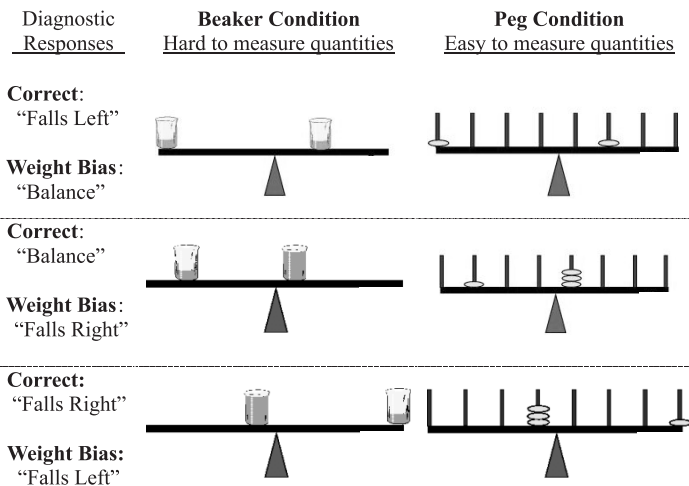 Diagnostic
Responses
Beaker Condition
Hard to measure quantities
Peg Condition
Easy to measure quantities
Correct:
“Falls Left”
Weight Bias:
“Balance”
Correct:
“Balance”
Weight Bias:
“Falls Right”
Correct:
“Falls Right”
Weight Bias:
“Falls Left”